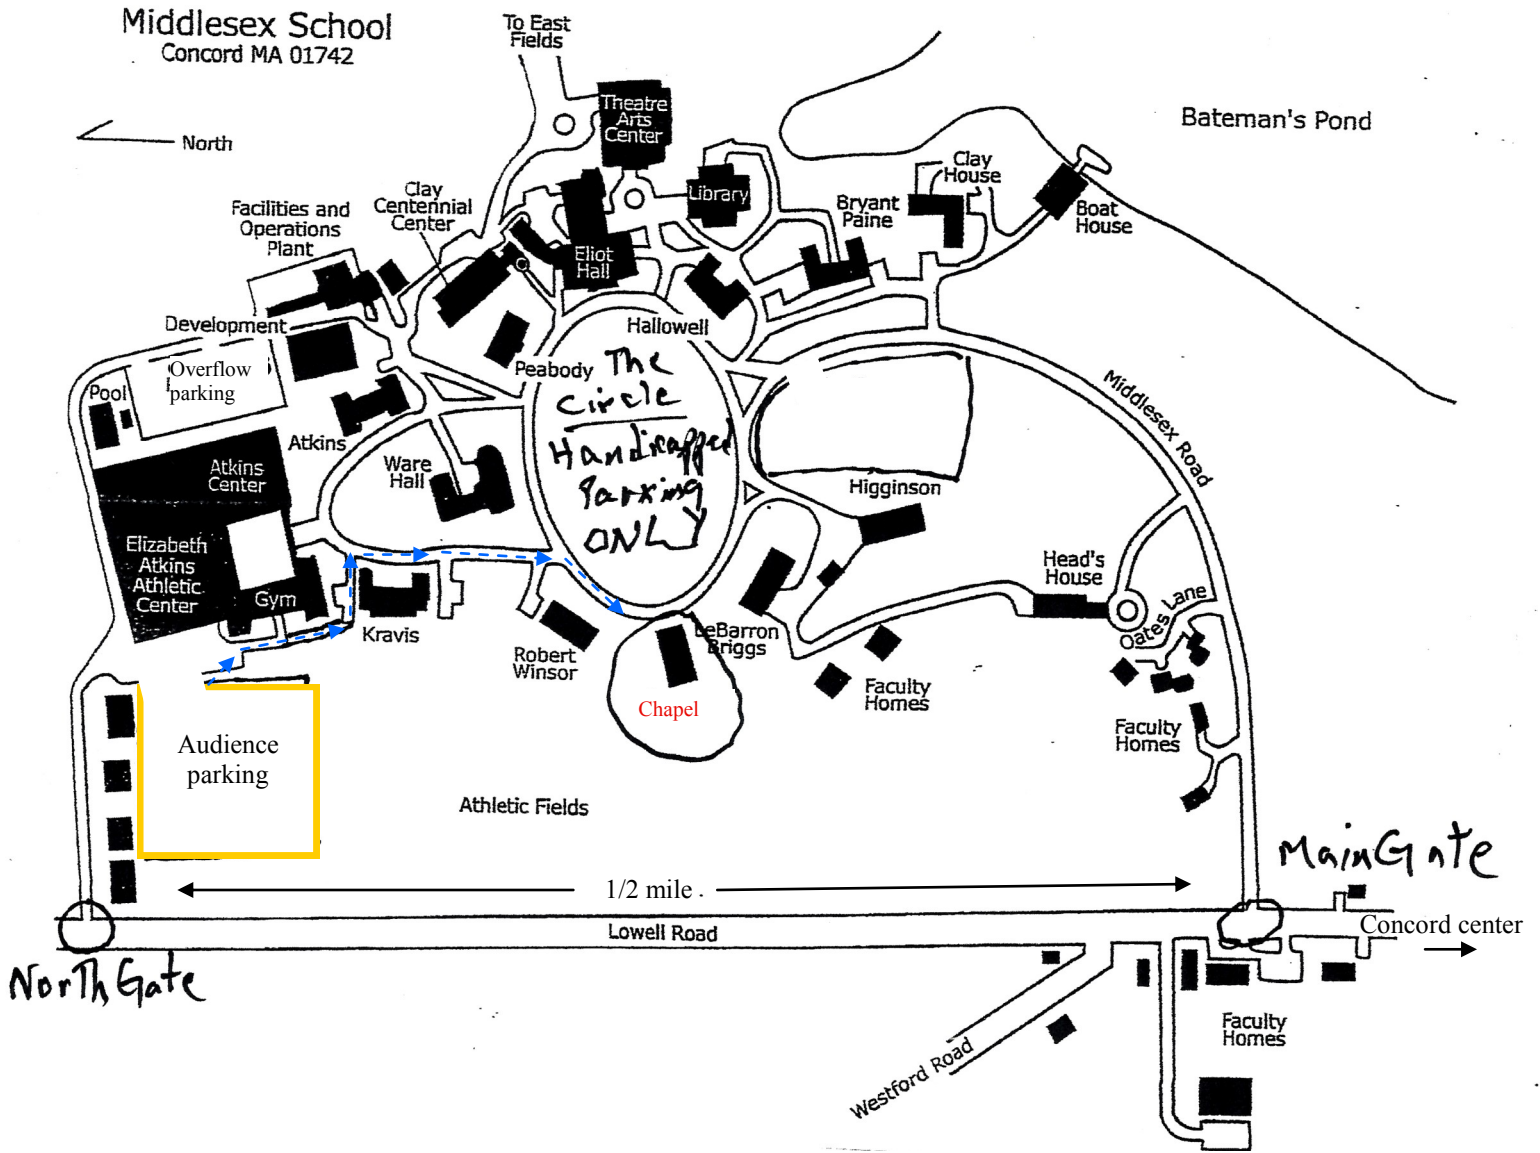 Middlesex School
Concord MA 01742
To East
Fields
North
Theatre
Arts
Center
Bateman's Pond
Clay
House
Boat
House
Bryant
Paine
Library
Clay
Centennial
Center
Facilities and
Operations
Plant
Eliot
Hall
Hallowell
Development
Peabody
Overflow
parking
Pool
Atkins
The
Circle
Handicapped
Parking
ONLY
Middlesex Road
Atkins
Center
Ware
Hall
Higginson
Elizabeth
Atkins
Athletic
Center
Gym
Kravis
Head's
House
Oates Lane
Robert
Winsor
LeBarron
Briggs
Chapel
Faculty
Homes
Faculty
Homes
Audience
parking
Athletic Fields
Main Gate
1/2 mile
Lowell Road
Concord center
North Gate
Westford Road
Faculty
Homes